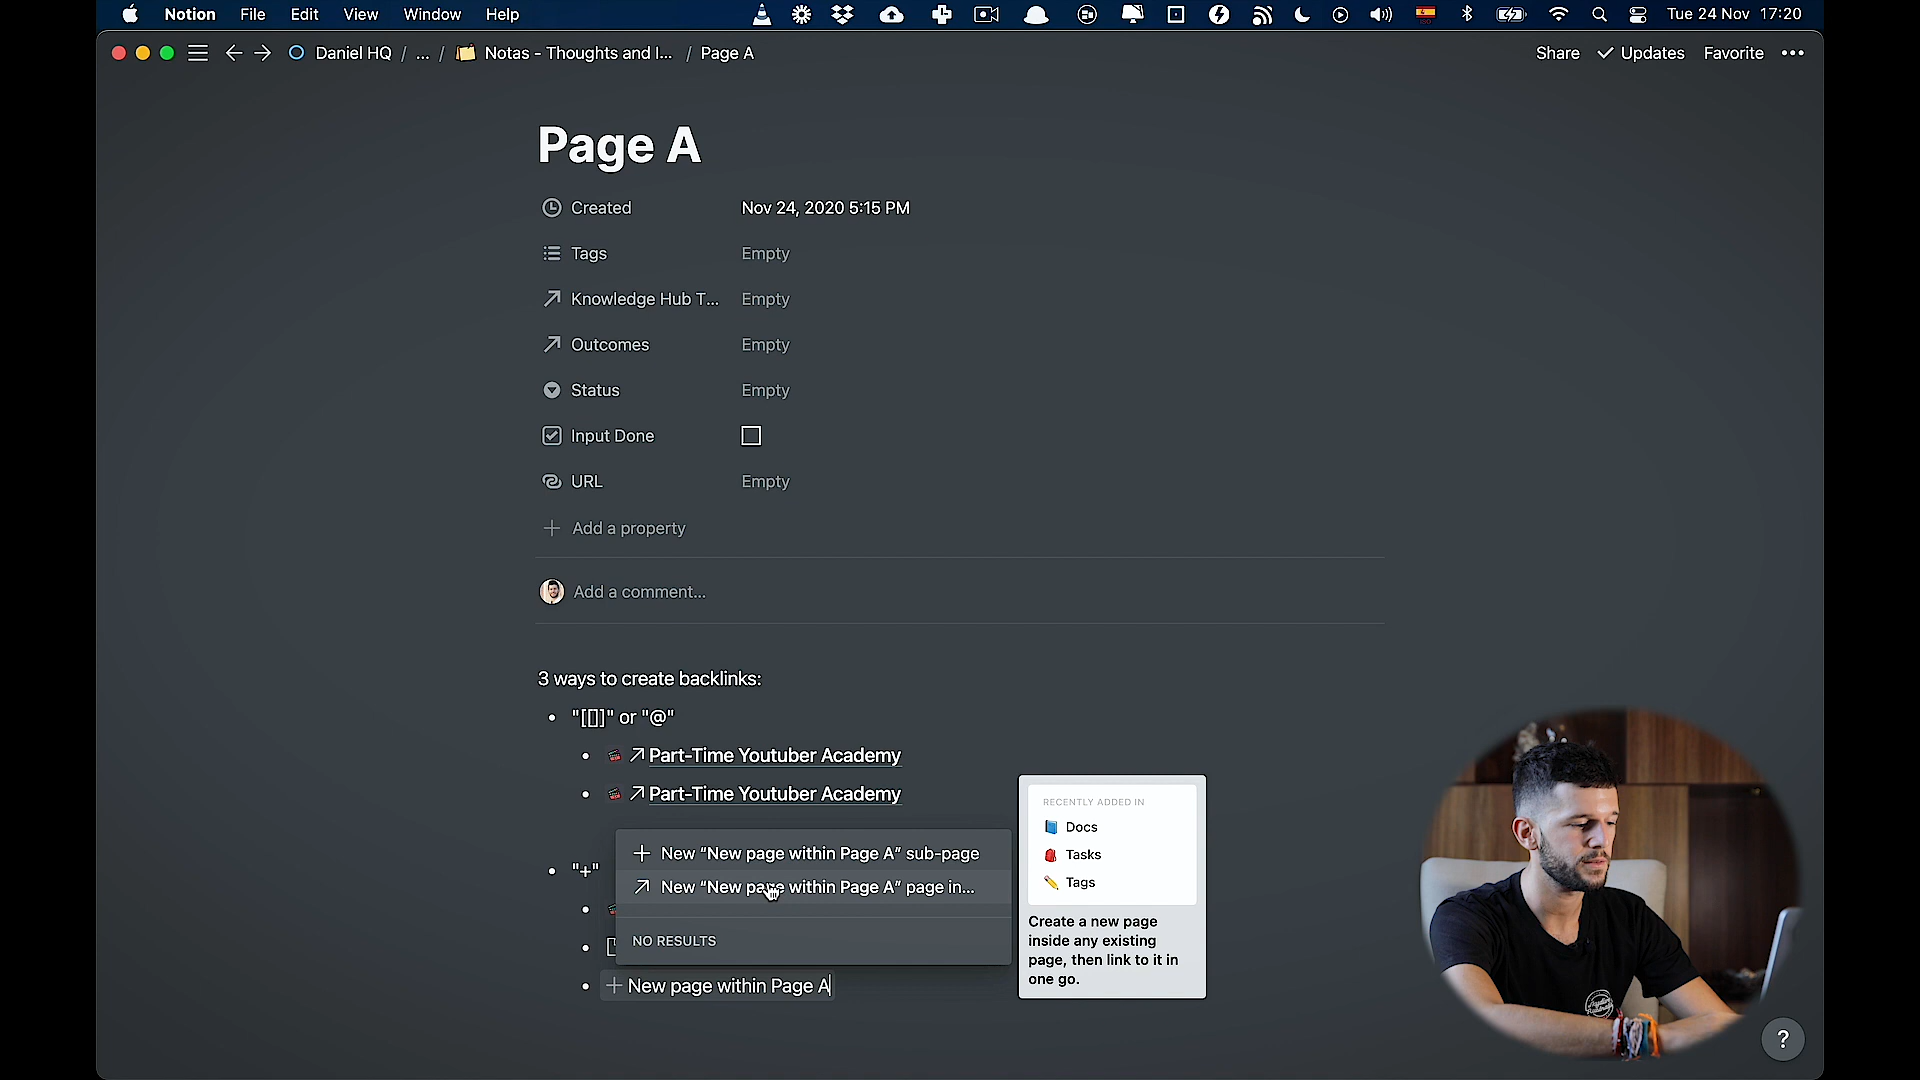 Notion File Edit View Window Help Tue 24 Nov 17:20
Daniel HQ / ... / Notas - Thoughts and I... / Page A Share Updates Favorite
Page A
Created Nov 24, 2020 5:15 PM
Tags Empty
Knowledge Hub T... Empty
Outcomes Empty
Status Empty
Input Done
URL Empty
Add a property
Add a comment...
3 ways to create backlinks:
"[[]]" or "@"
Part-Time Youtuber Academy
Part-Time Youtuber Academy
"+"
New “New page within Page A” sub-page
New “New page within Page A” page in...
NO RESULTS
+ New page within Page A
RECENTLY ADDED IN
Docs
Tasks
Tags
Create a new page
inside any existing
page, then link to it in
one go.
?